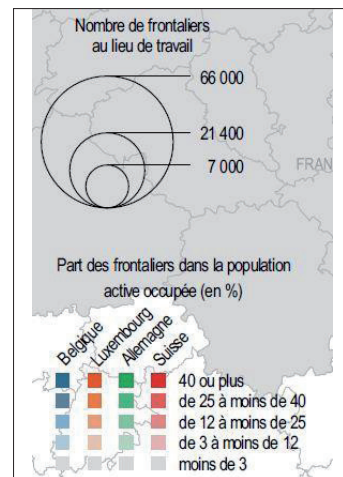 Nombre de frontaliers
au lieu de travail
66 000
21 400
7 000
FRAN
Part des frontaliers dans la population
active occupée (en %)
Belgique
Luxembourg
Allemagne
Suisse
40 ou plus
de 25 à moins de 40
de 12 à moins de 25
de 3 à moins de 12
moins de 3